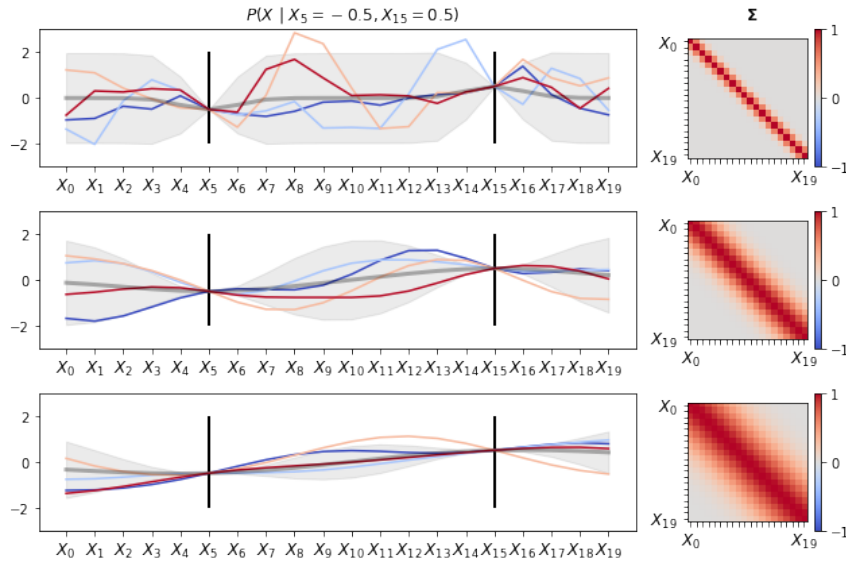 P(X | X₅ = − 0.5, X₁₅ = 0.5)
Σ
2
0
−2
X₀ X₁ X₂ X₃ X₄ X₅ X₆ X₇ X₈ X₉ X₁₀ X₁₁ X₁₂ X₁₃ X₁₄ X₁₅ X₁₆ X₁₇ X₁₈ X₁₉
X₀
X₁₉
X₀ X₁₉
1
0
−1
2
0
−2
X₀ X₁ X₂ X₃ X₄ X₅ X₆ X₇ X₈ X₉ X₁₀ X₁₁ X₁₂ X₁₃ X₁₄ X₁₅ X₁₆ X₁₇ X₁₈ X₁₉
X₀
X₁₉
X₀ X₁₉
1
0
−1
2
0
−2
X₀ X₁ X₂ X₃ X₄ X₅ X₆ X₇ X₈ X₉ X₁₀ X₁₁ X₁₂ X₁₃ X₁₄ X₁₅ X₁₆ X₁₇ X₁₈ X₁₉
X₀
X₁₉
X₀ X₁₉
1
0
−1